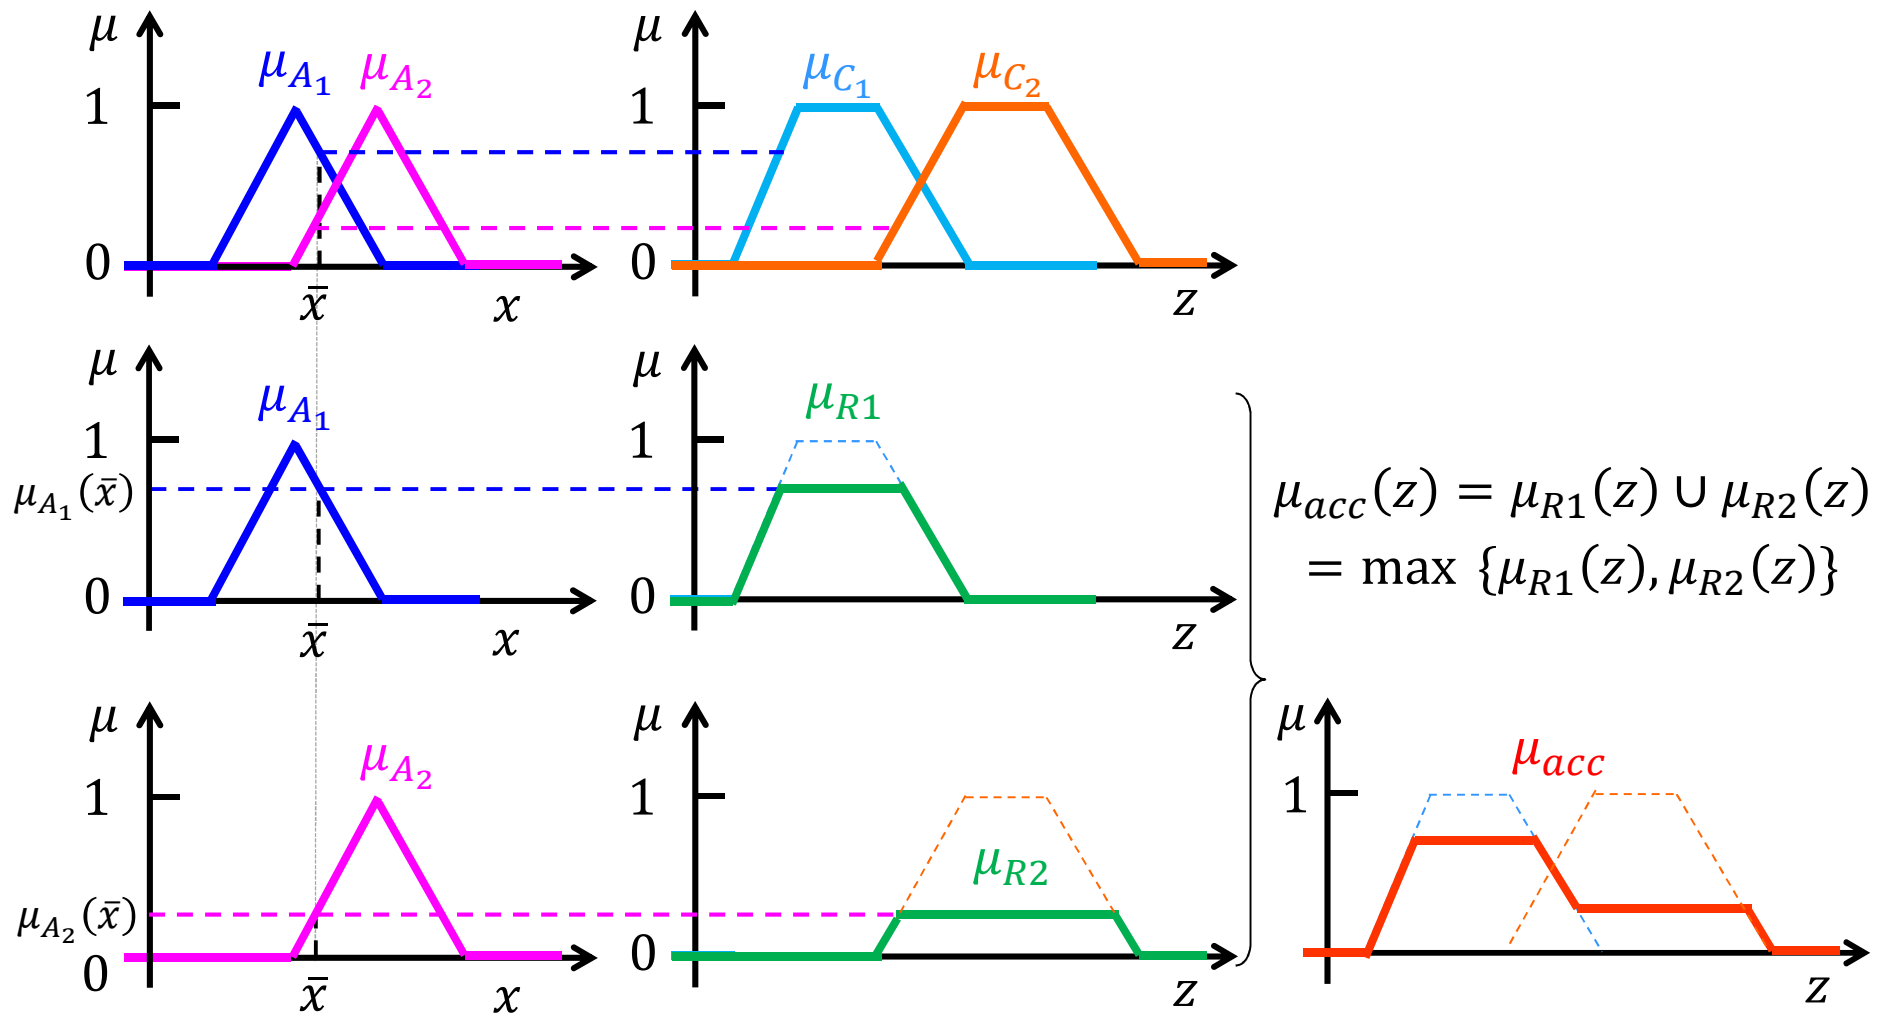 μ μ_{A_1} μ_{A_2} 1 0 x̄ x
μ μ_{C_1} μ_{C_2} 1 0 z
μ μ_{A_1} 1 μ_{A_1}(x̄) 0 x̄ x
μ μ_{R1} 1 0 z
μ_{acc}(z) = μ_{R1}(z) ∪ μ_{R2}(z)
= max {μ_{R1}(z), μ_{R2}(z)}
μ μ_{A_2} 1 μ_{A_2}(x̄) 0 x̄ x
μ 1 μ_{R2} 0 z
μ μ_{acc} 1 z